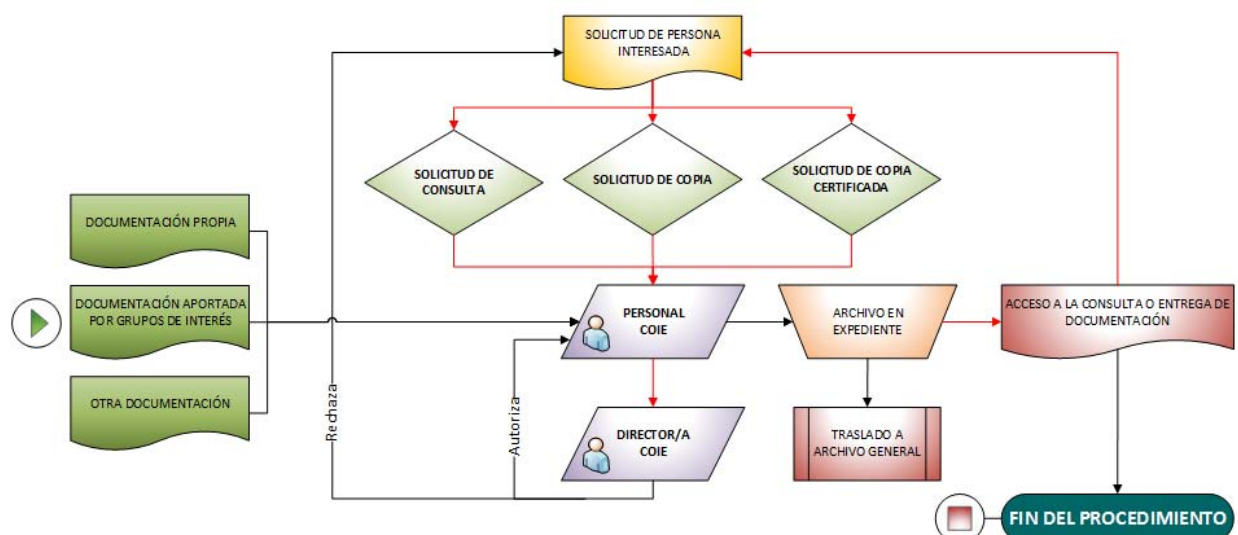 SOLICITUD DE PERSONA
INTERESADA
SOLICITUD DE
CONSULTA
SOLICITUD DE COPIA
SOLICITUD DE COPIA
CERTIFICADA
DOCUMENTACIÓN PROPIA
DOCUMENTACIÓN APORTADA
POR GRUPOS DE INTERÉS
OTRA DOCUMENTACIÓN
PERSONAL
COIE
ARCHIVO EN
EXPEDIENTE
ACCESO A LA CONSULTA O ENTREGA DE
DOCUMENTACIÓN
Rechaza
Autoriza
DIRECTOR/A
COIE
TRASLADO A
ARCHIVO GENERAL
FIN DEL PROCEDIMIENTO